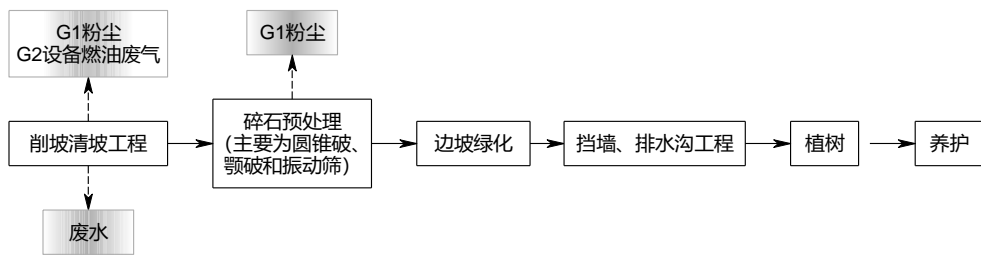 G1粉尘
G2设备燃油废气
G1粉尘
削坡清坡工程
碎石预处理
（主要为圆锥破、
颚破和振动筛）
边坡绿化
挡墙、排水沟工程
植树
养护
废水